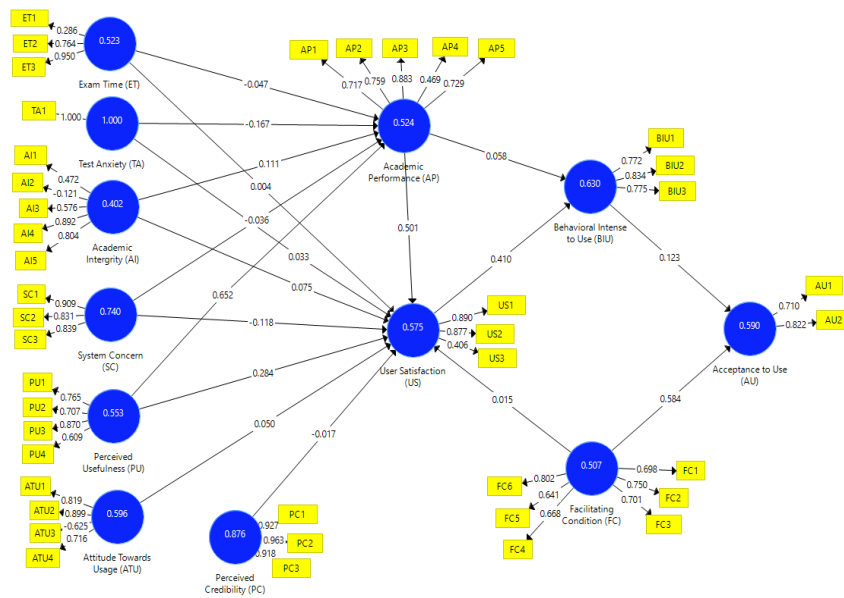 ET1
0.286
ET2
0.764
ET3
0.950
0.523
Exam Time (ET)
TA1
1.000
1.000
Test Anxiety (TA)
AI1
0.472
AI2
-0.121
AI3
0.576
AI4
0.892
AI5
0.804
0.402
Academic
Intergrity (AI)
SC1
0.909
SC2
0.831
SC3
0.839
0.740
System Concern
(SC)
PU1
0.765
PU2
0.707
PU3
0.870
PU4
0.609
0.553
Perceived
Usefulness (PU)
ATU1
0.819
ATU2
0.899
ATU3
-0.625
ATU4
0.716
0.596
Attitude Towards
Usage (ATU)
PC1
0.927
PC2
0.963
PC3
0.918
0.876
Perceived
Credibility (PC)
AP1
AP2
AP3
AP4
AP5
0.717
0.759
0.883
0.469
0.729
0.524
Academic
Performance (AP)
-0.047
-0.167
0.111
0.004
-0.036
0.033
0.075
0.652
-0.118
0.284
0.050
-0.017
0.501
0.058
0.410
0.015
0.123
0.584
US1
0.890
US2
0.877
US3
0.406
0.575
User Satisfaction
(US)
BIU1
0.772
BIU2
0.834
BIU3
0.775
0.630
Behavioral Intense
to Use (BIU)
AU1
0.710
AU2
0.822
0.590
Acceptance to Use
(AU)
FC6
0.802
FC5
0.641
FC4
0.668
FC1
0.698
FC2
0.750
FC3
0.701
0.507
Facilitating
Condition (FC)